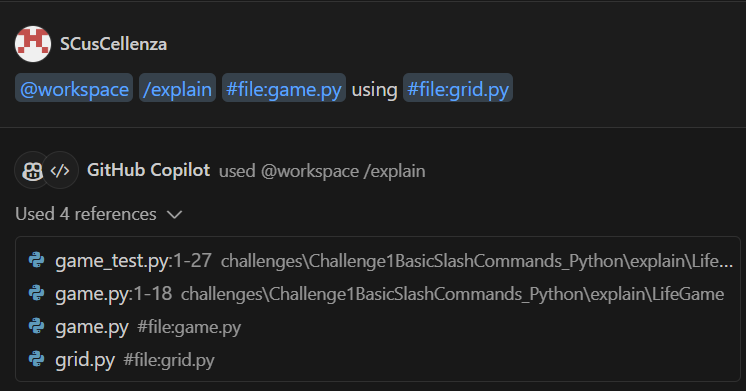 SCusCellenza
@workspace /explain #file:game.py using #file:grid.py
GitHub Copilot used @workspace /explain
Used 4 references
game_test.py:1-27 challenges\Challenge1BasicSlashCommands_Python\explain\Life...
game.py:1-18 challenges\Challenge1BasicSlashCommands_Python\explain\LifeGame
game.py #file:game.py
grid.py #file:grid.py